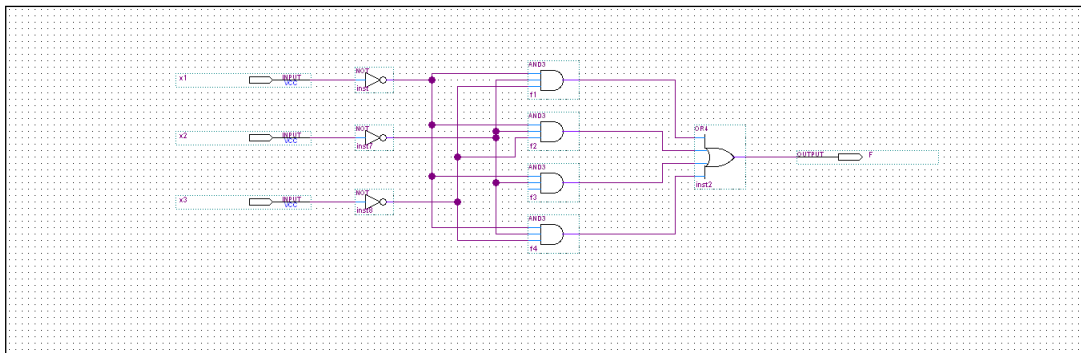 x1
INPUT
VCC
NOT
inst
AND3
f1
x2
INPUT
VCC
NOT
inst7
AND3
f2
OR4
inst2
OUTPUT
F
AND3
f3
x3
INPUT
VCC
NOT
inst8
AND3
f4